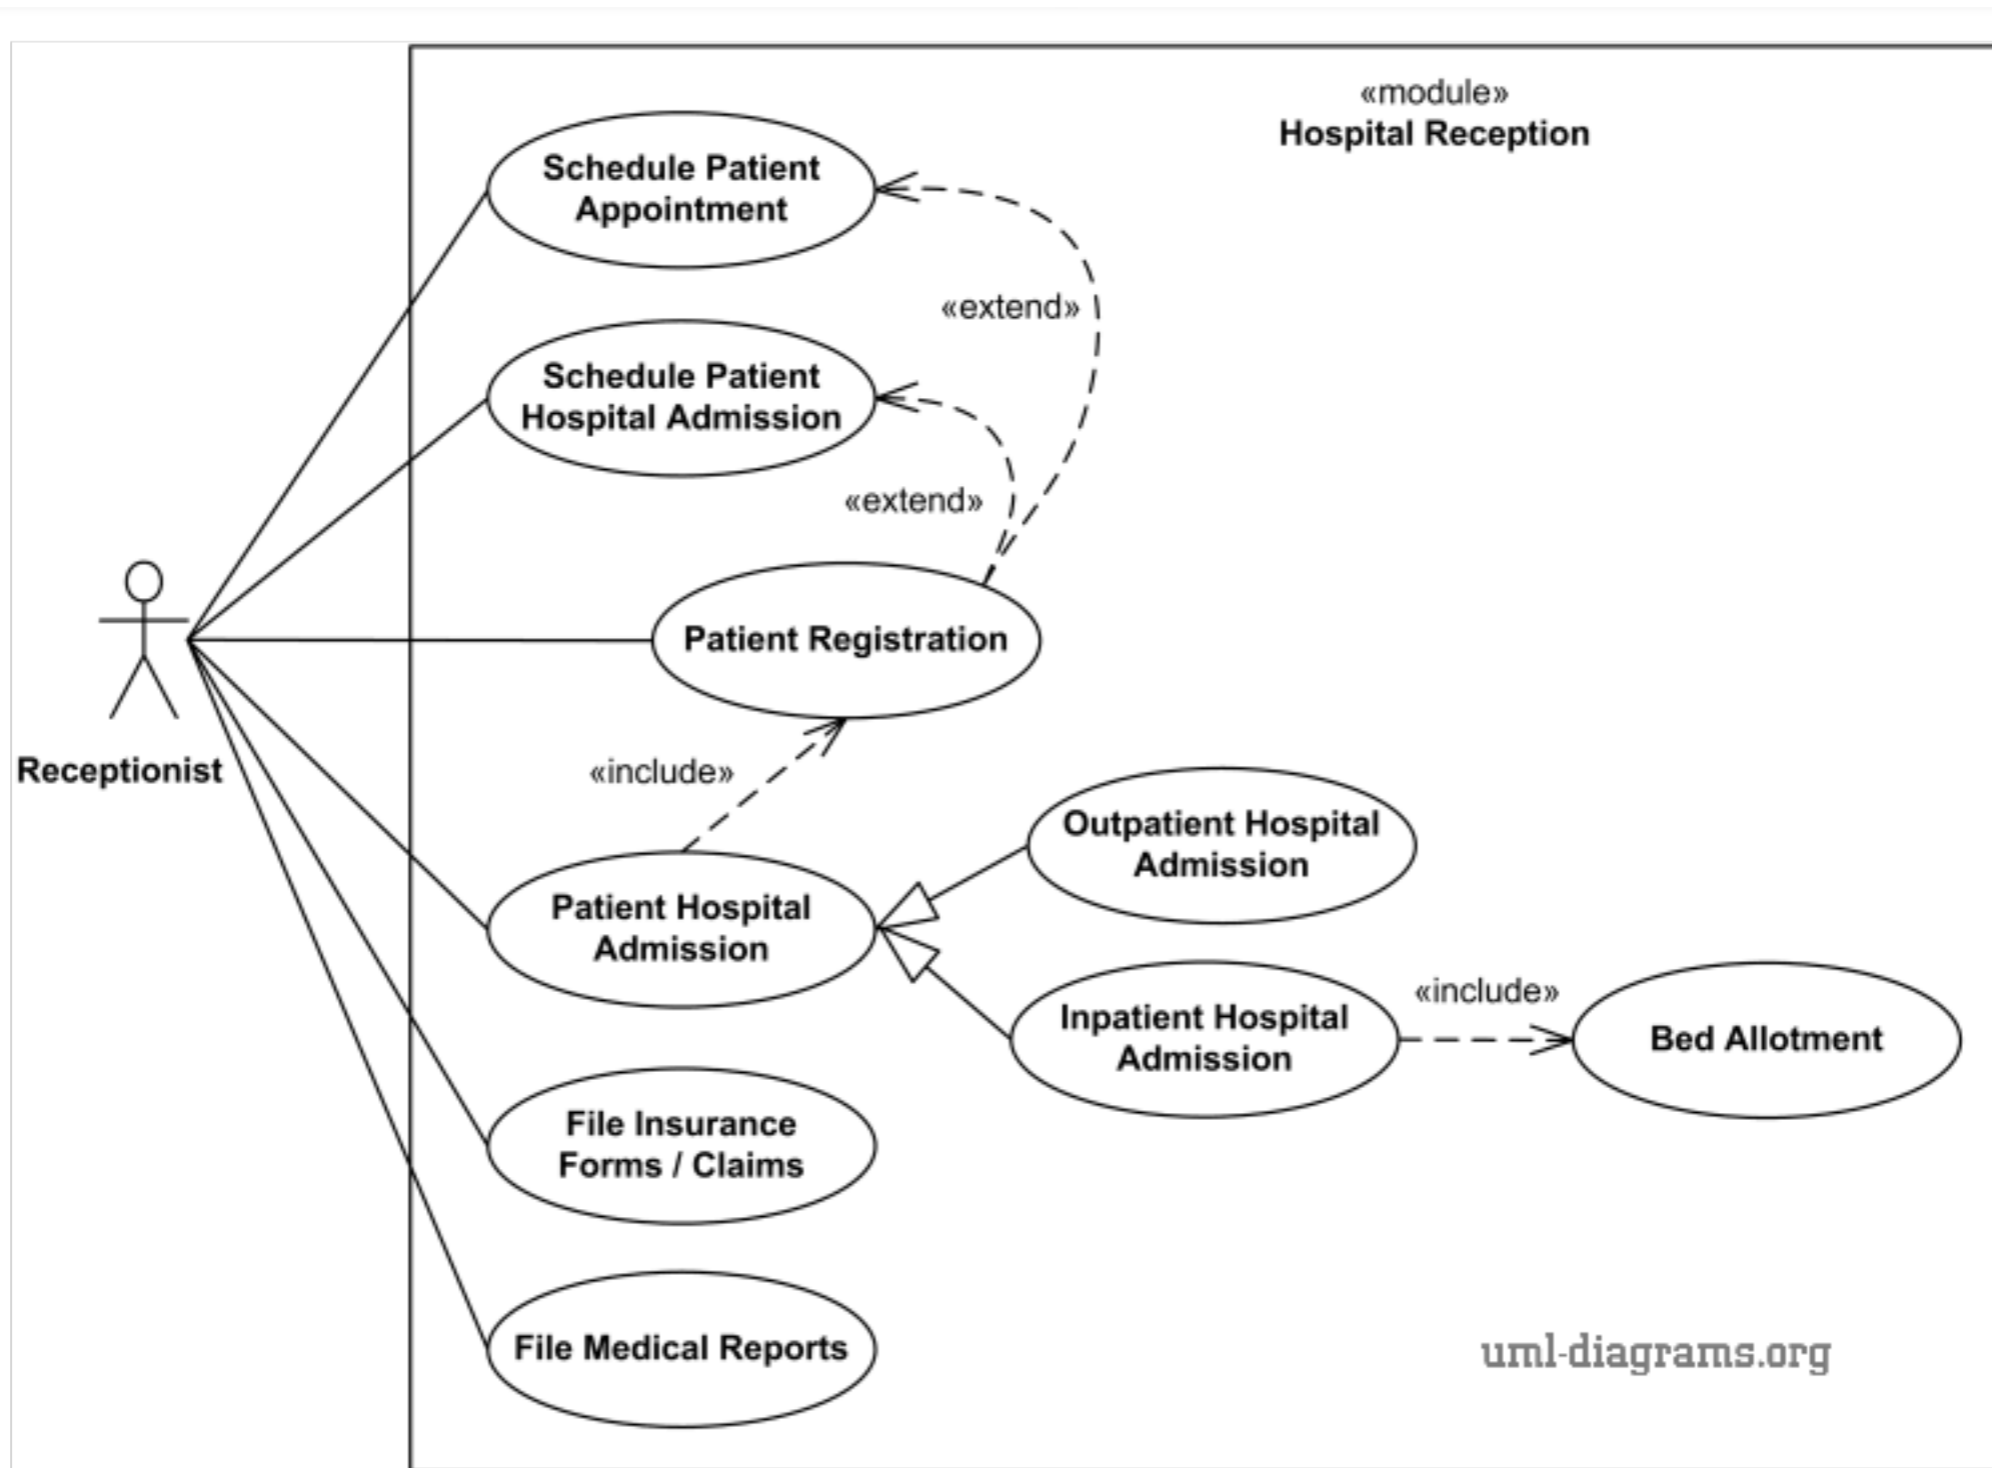 «module»
Hospital Reception
Schedule Patient
Appointment
«extend»
Schedule Patient
Hospital Admission
«extend»
Patient Registration
Receptionist
«include»
Outpatient Hospital
Admission
Patient Hospital
Admission
Inpatient Hospital
Admission
«include»
Bed Allotment
File Insurance
Forms / Claims
File Medical Reports
uml-diagrams.org